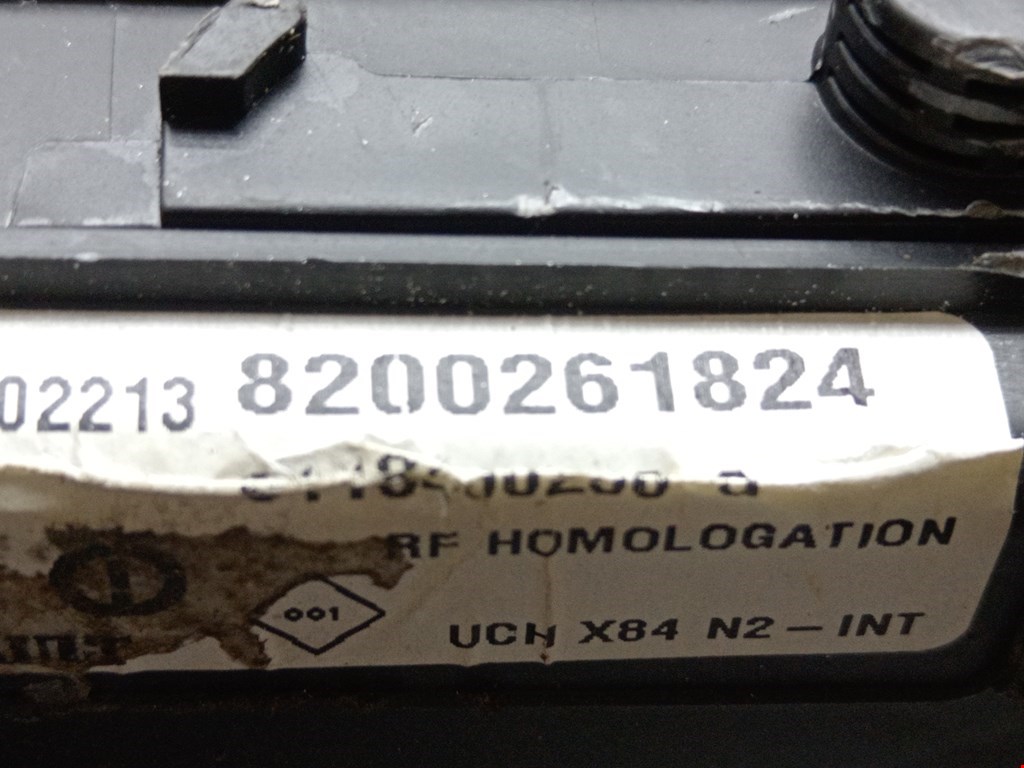 02213 8200261824
RF HOMOLOGATION
001
UCH X84 N2 – INT